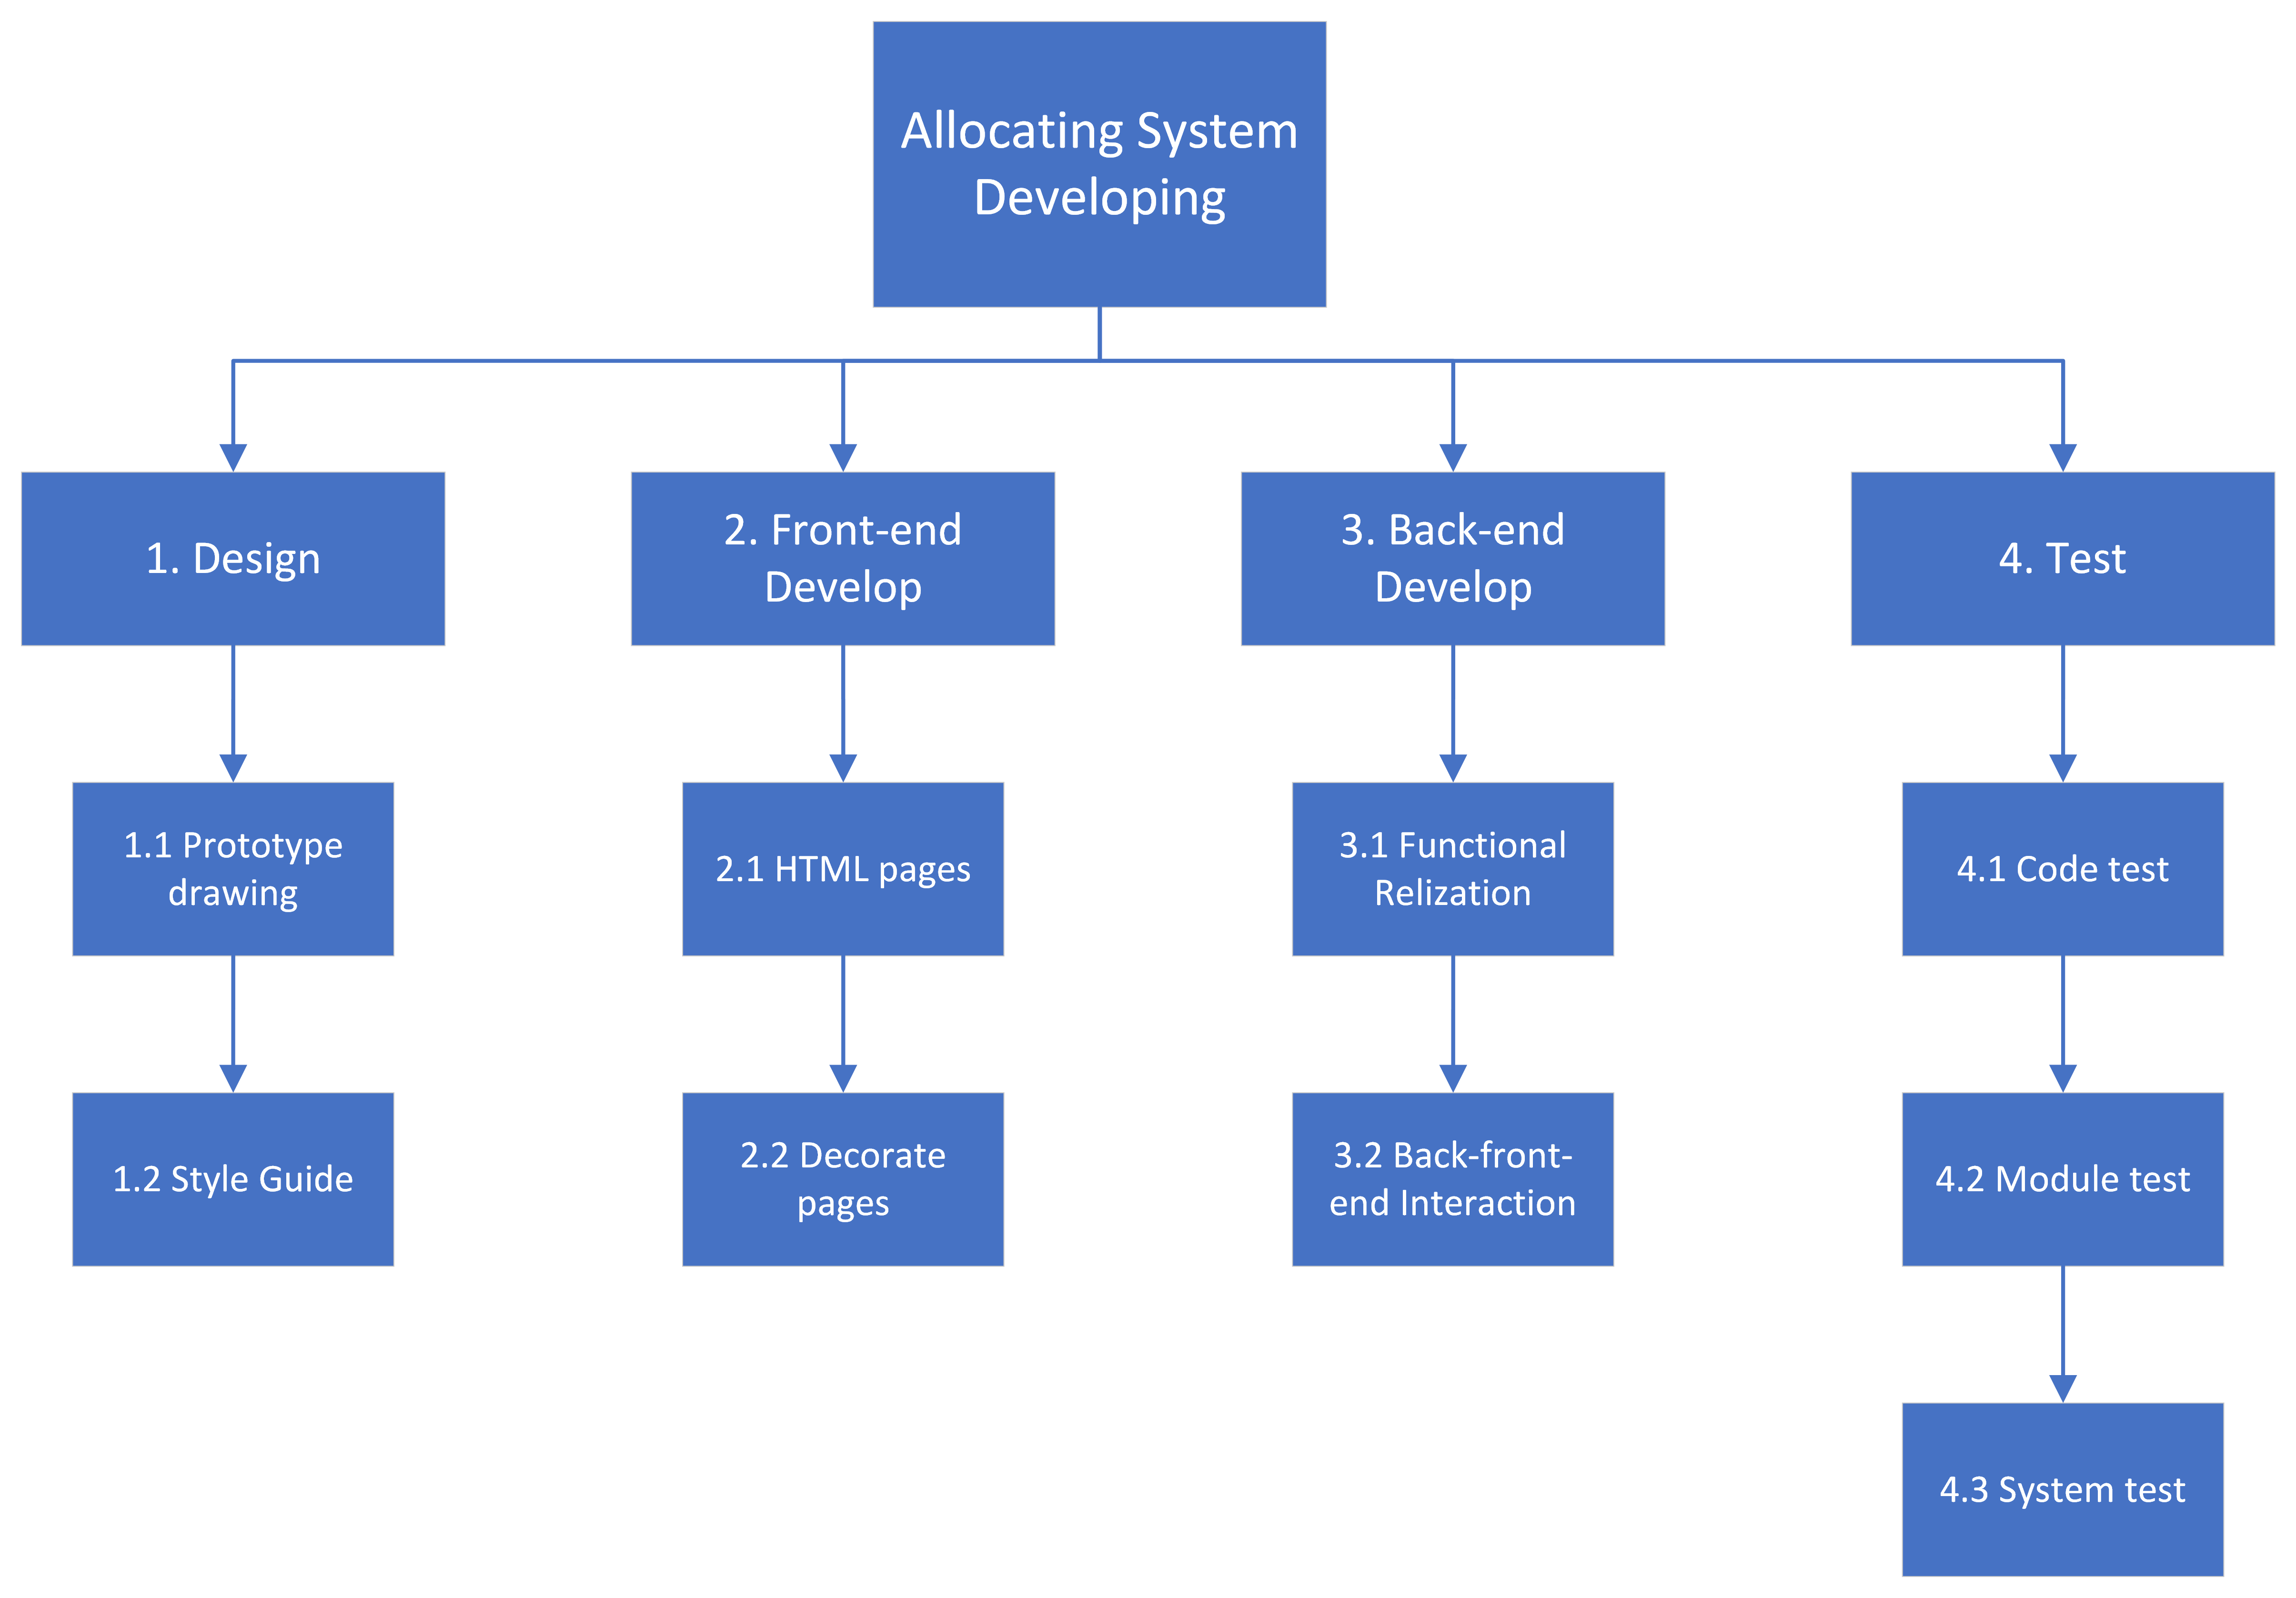 Allocating System
Developing
1. Design
2. Front-end
Develop
3. Back-end
Develop
4. Test
1.1 Prototype
drawing
2.1 HTML pages
3.1 Functional
Relization
4.1 Code test
1.2 Style Guide
2.2 Decorate
pages
3.2 Back-front-
end Interaction
4.2 Module test
4.3 System test